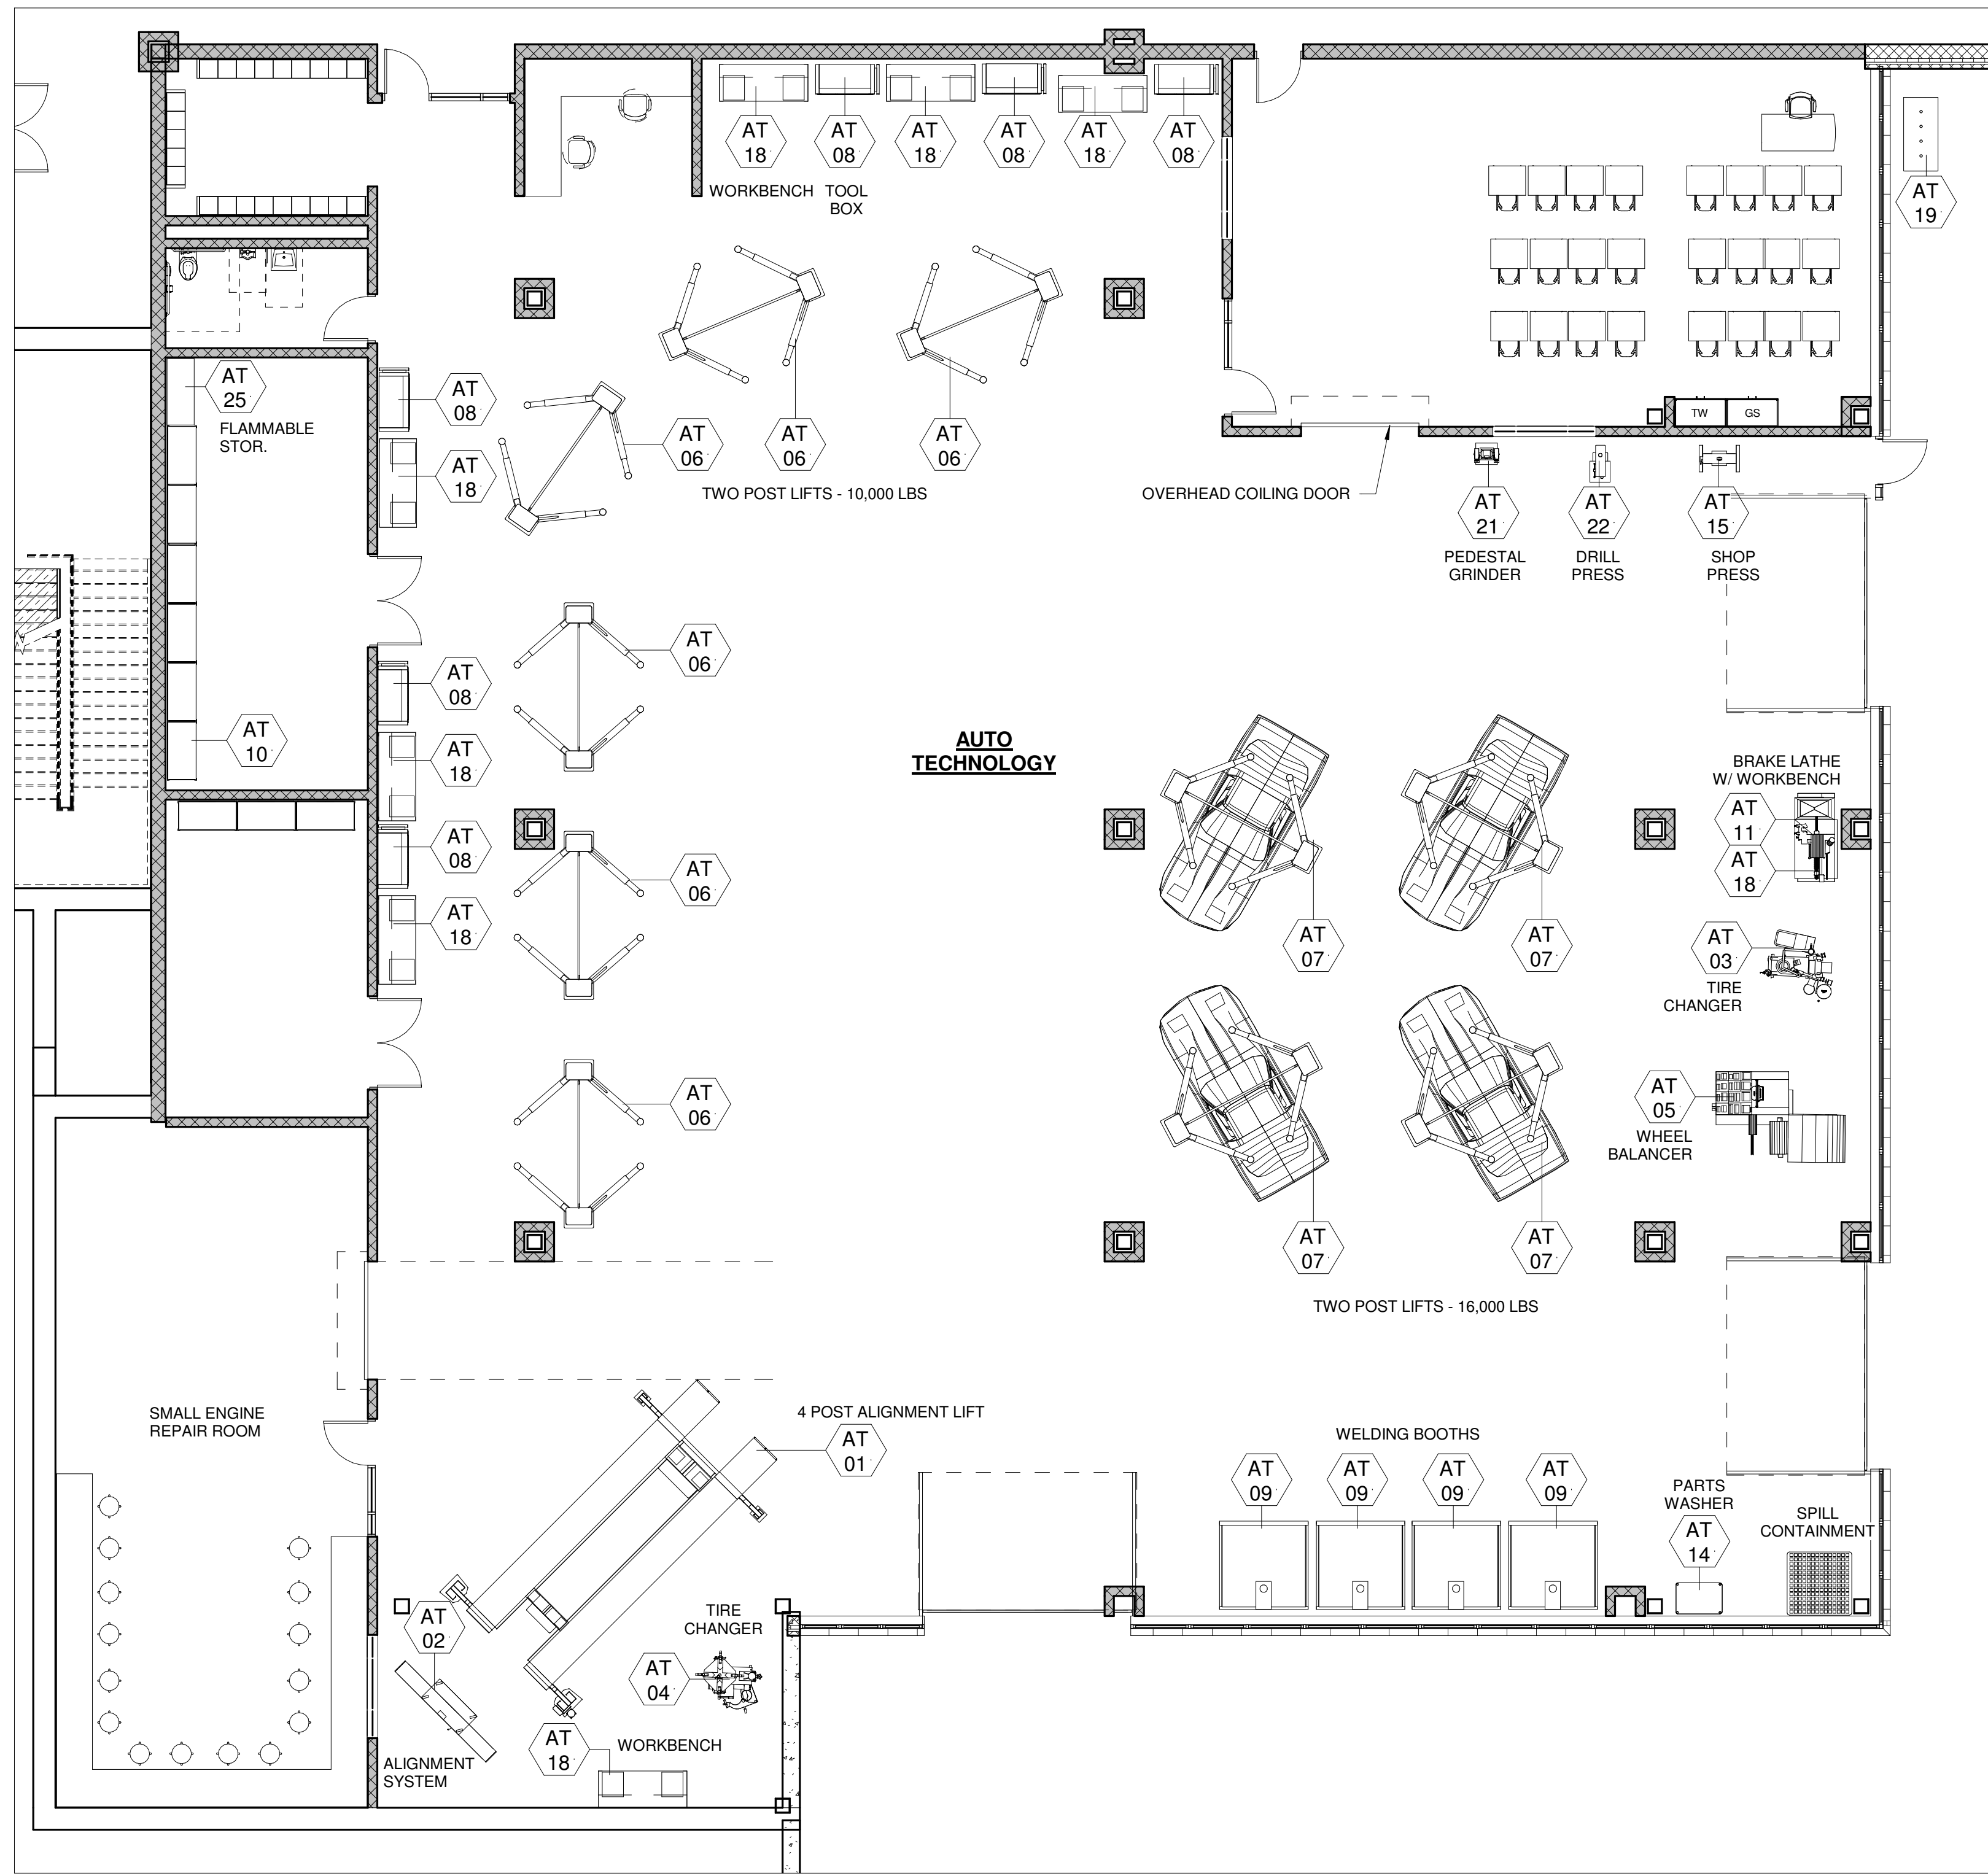 AT
18
AT
08
AT
18
AT
08
AT
18
AT
08
WORKBENCH
TOOL
BOX
AT
19
AT
25
FLAMMABLE
STOR.
AT
08
AT
18
AT
06
AT
06
AT
06
TWO POST LIFTS - 10,000 LBS
OVERHEAD COILING DOOR
TW
GS
AT
21
PEDESTAL
GRINDER
AT
22
DRILL
PRESS
AT
15
SHOP
PRESS
AT
06
AT
08
AT
10
AT
18
AUTO
TECHNOLOGY
BRAKE LATHE
W/ WORKBENCH
AT
11
AT
18
AT
08
AT
06
AT
18
AT
07
AT
07
AT
03
TIRE
CHANGER
AT
06
AT
05
WHEEL
BALANCER
AT
07
AT
07
TWO POST LIFTS - 16,000 LBS
SMALL ENGINE
REPAIR ROOM
4 POST ALIGNMENT LIFT
AT
01
WELDING BOOTHS
AT
09
AT
09
AT
09
AT
09
PARTS
WASHER
AT
14
SPILL
CONTAINMENT
AT
02
TIRE
CHANGER
AT
04
AT
18
WORKBENCH
ALIGNMENT
SYSTEM